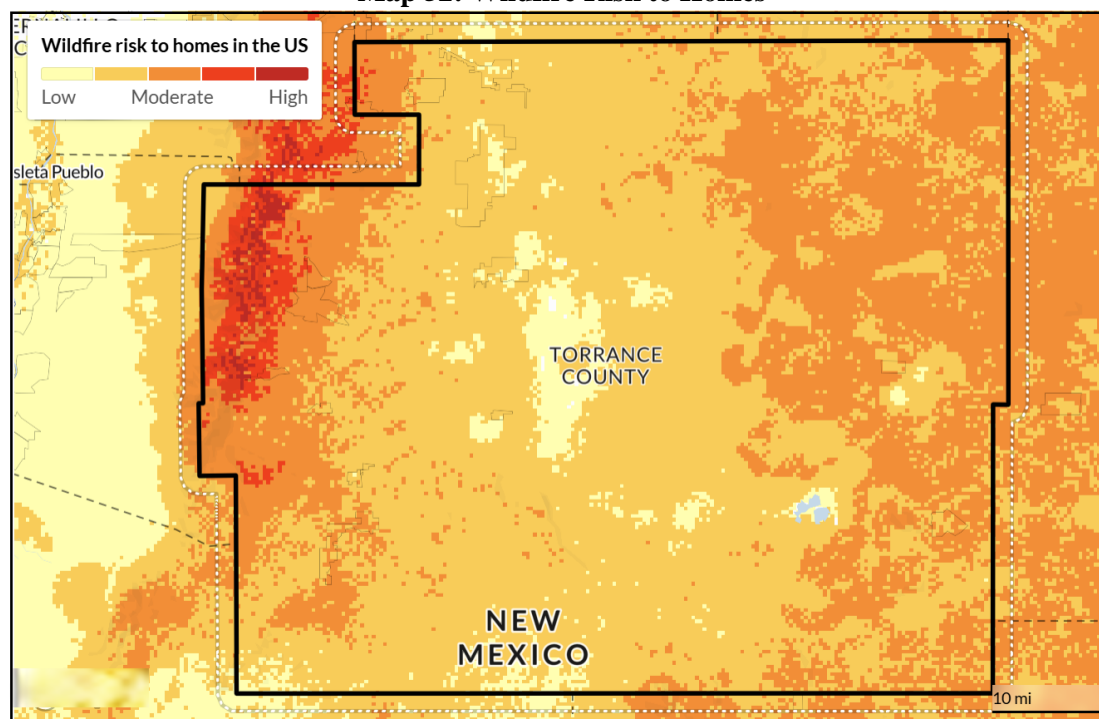 Wildfire risk to homes in the US
Low Moderate High
sleta Pueblo
TORRANCE
COUNTY
NEW
MEXICO
10 mi